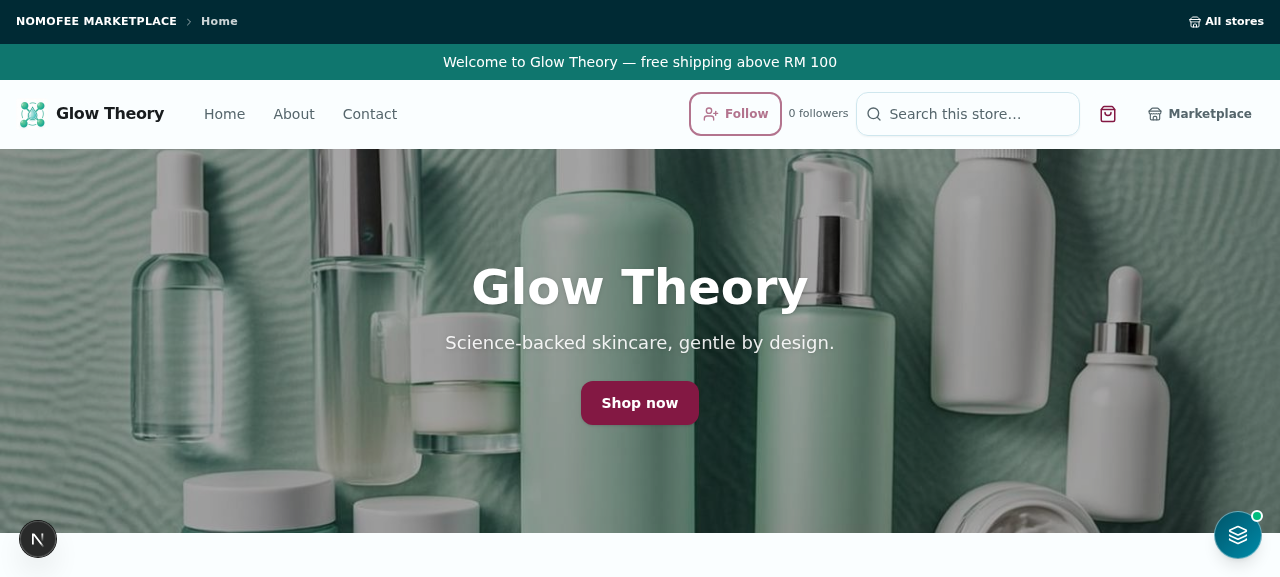 NOMOFEE MARKETPLACE > Home
All stores
Welcome to Glow Theory — free shipping above RM 100
Glow Theory
Home
About
Contact
Follow
0 followers
Search this store...
Marketplace
Glow Theory
Science-backed skincare, gentle by design.
Shop now
N